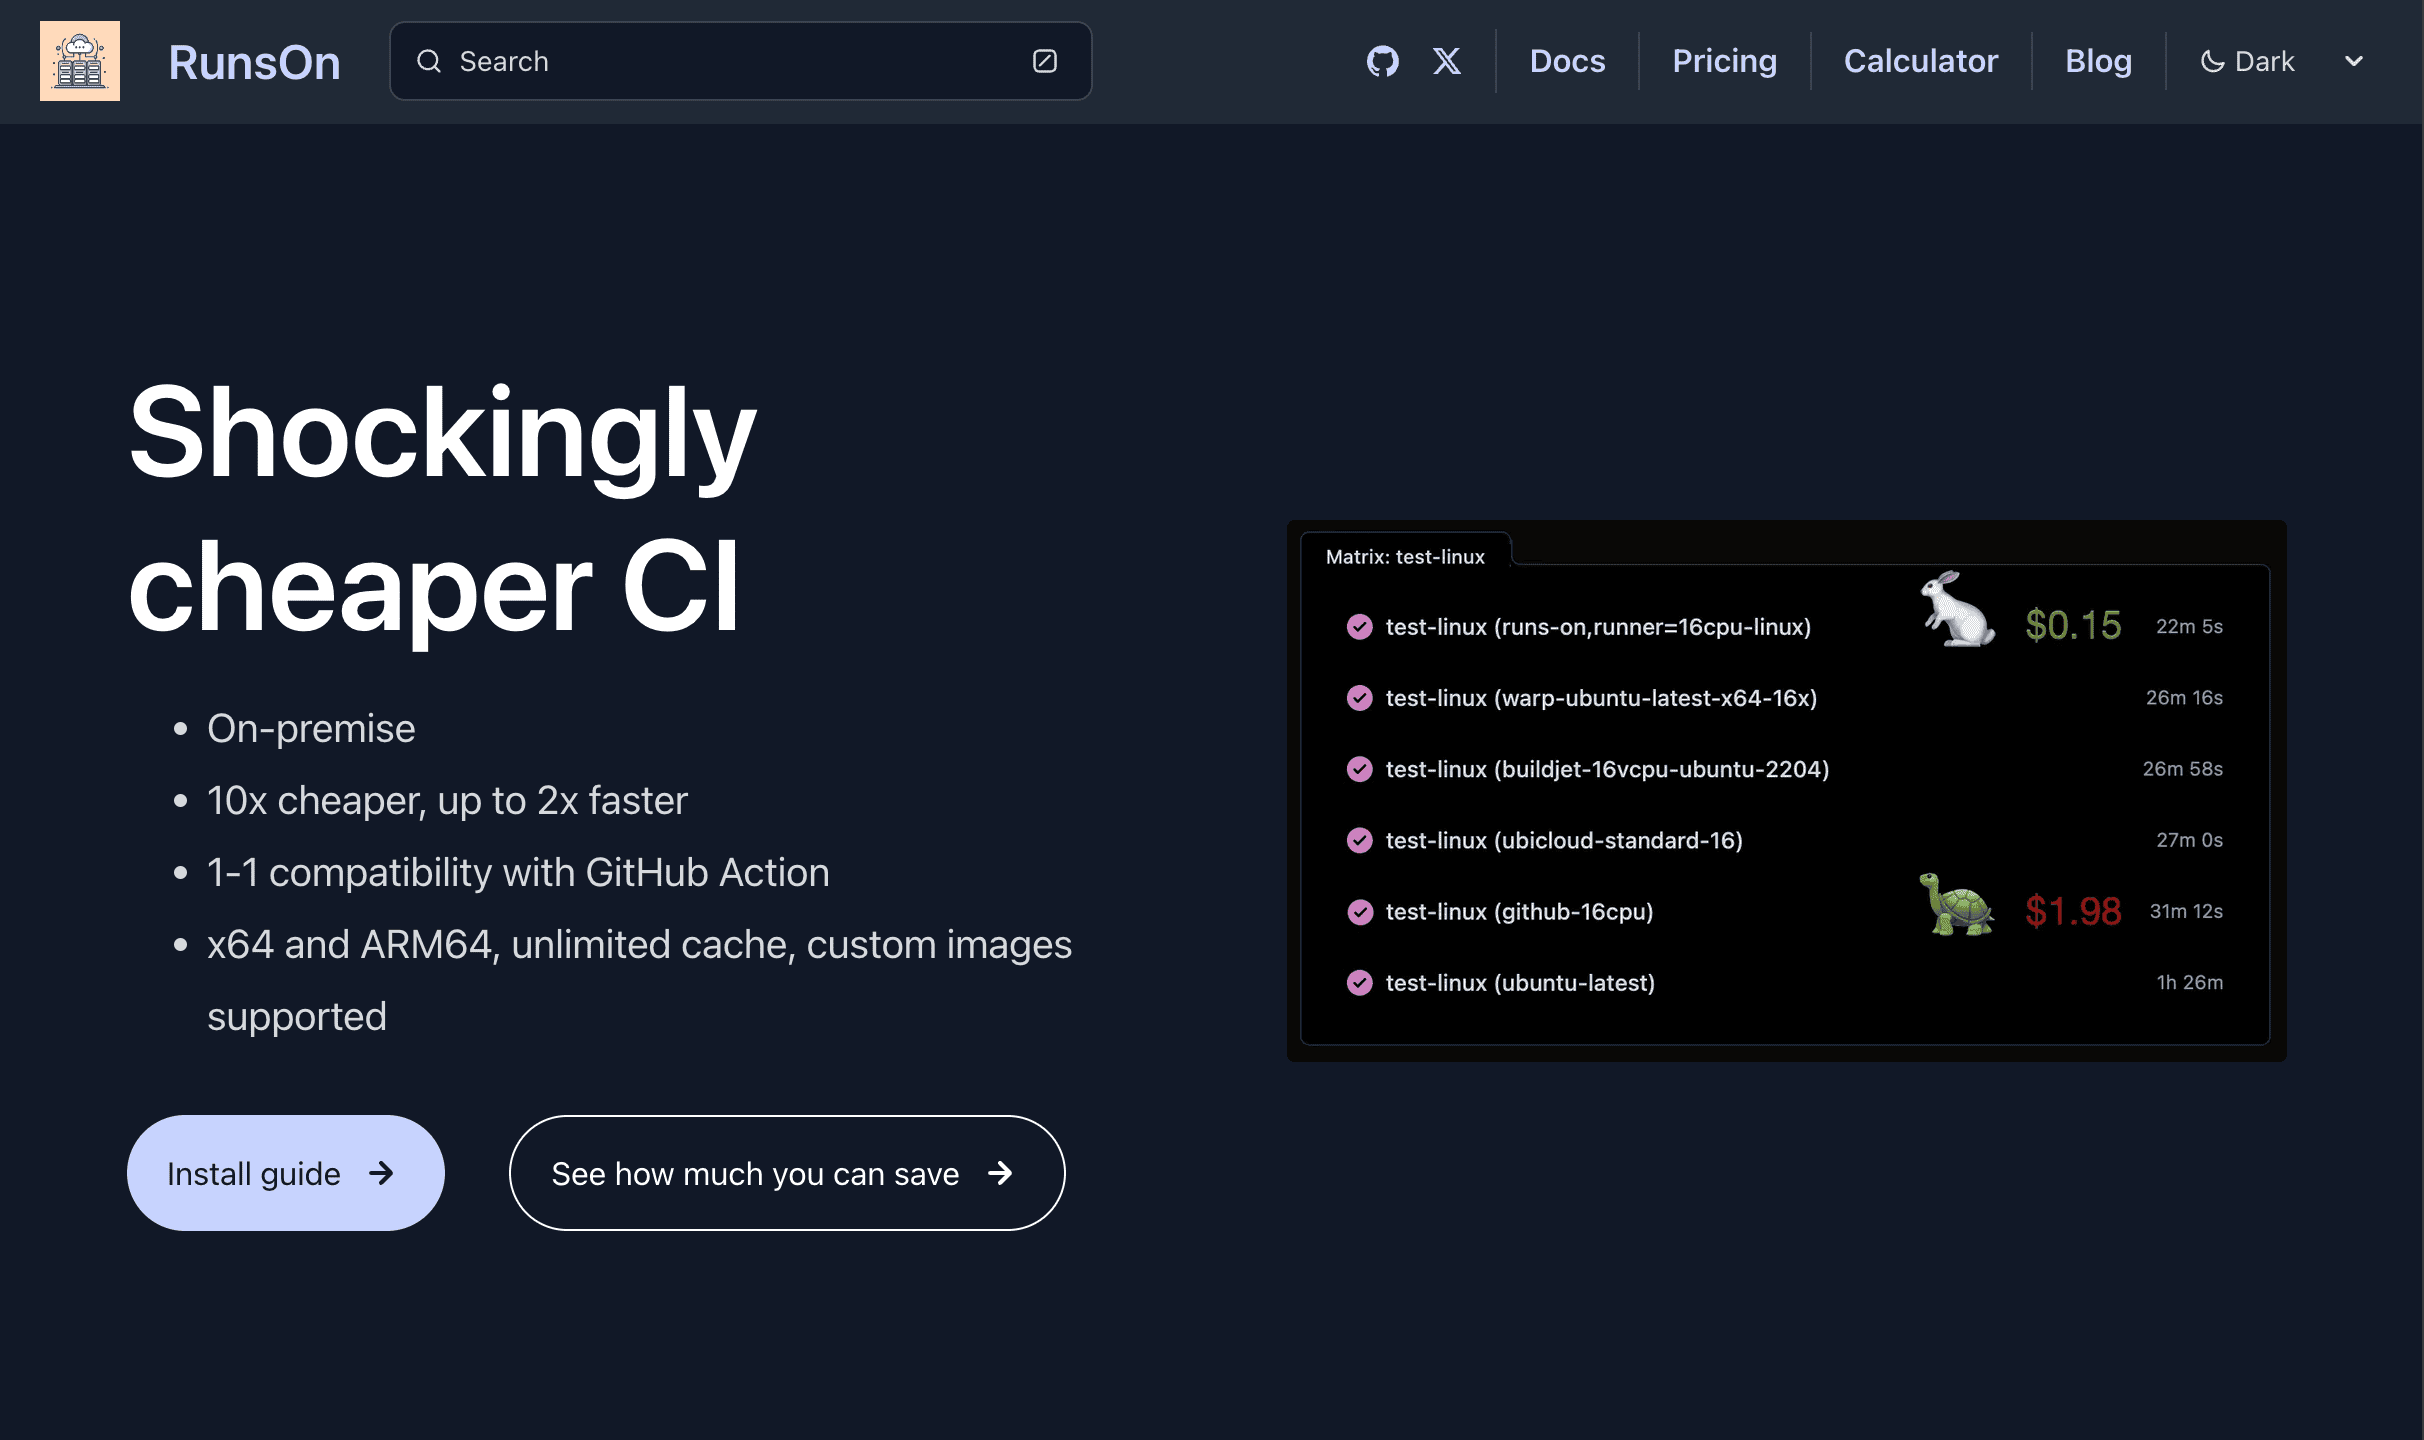 RunsOn
Search
Docs
Pricing
Calculator
Blog
Dark
Shockingly
cheaper CI
• On-premise
• 10x cheaper, up to 2x faster
• 1-1 compatibility with GitHub Action
• x64 and ARM64, unlimited cache, custom images
supported
Install guide →
See how much you can save →
Matrix: test-linux
test-linux (runs-on,runner=16cpu-linux) $0.15 22m 5s
test-linux (warp-ubuntu-latest-x64-16x) 26m 16s
test-linux (buildjet-16vcpu-ubuntu-2204) 26m 58s
test-linux (ubicloud-standard-16) 27m 0s
test-linux (github-16cpu) $1.98 31m 12s
test-linux (ubuntu-latest) 1h 26m